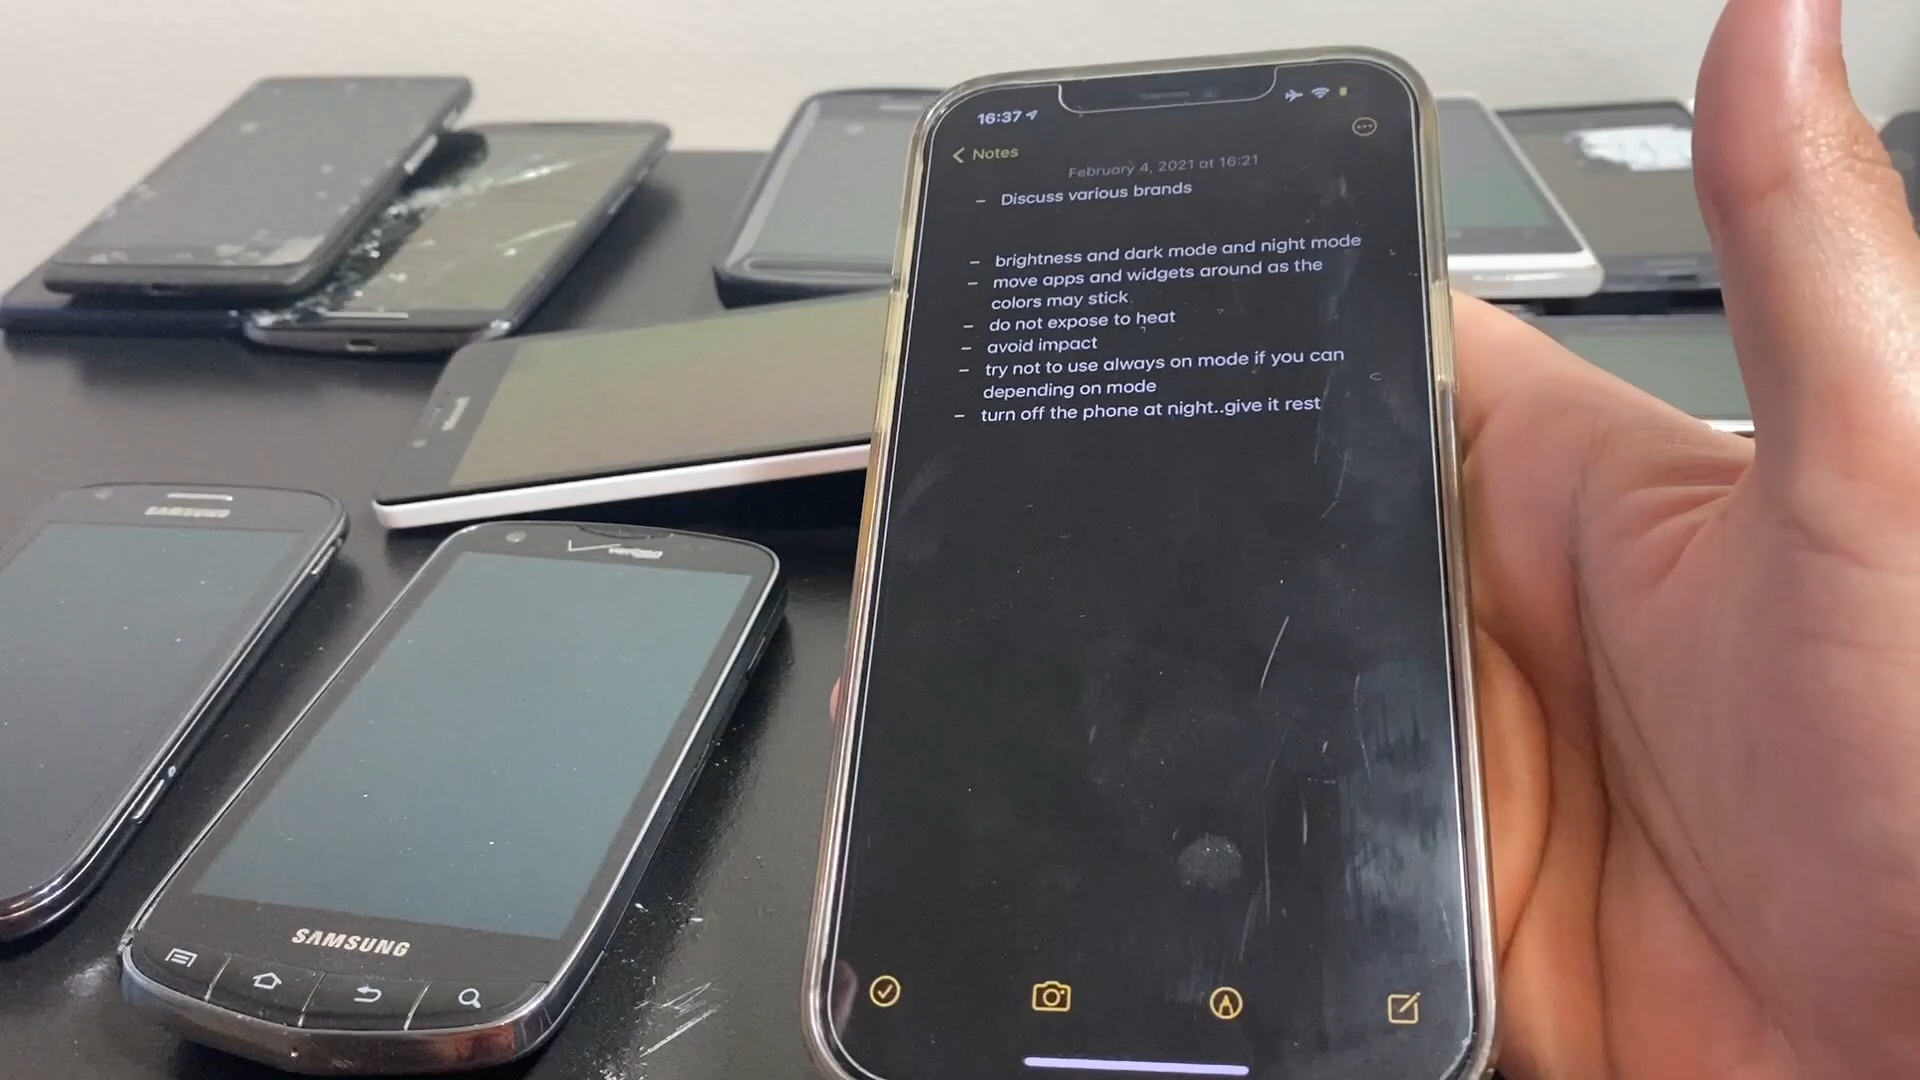 16:37
Notes
February 4, 2021 at 16:21
- Discuss various brands
- brightness and dark mode and night mode
- move apps and widgets around as the
colors may stick
- do not expose to heat
- avoid impact
- try not to use always on mode if you can
depending on mode
- turn off the phone at night..give it rest
Microsoft
SAMSUNG
verizon
SAMSUNG